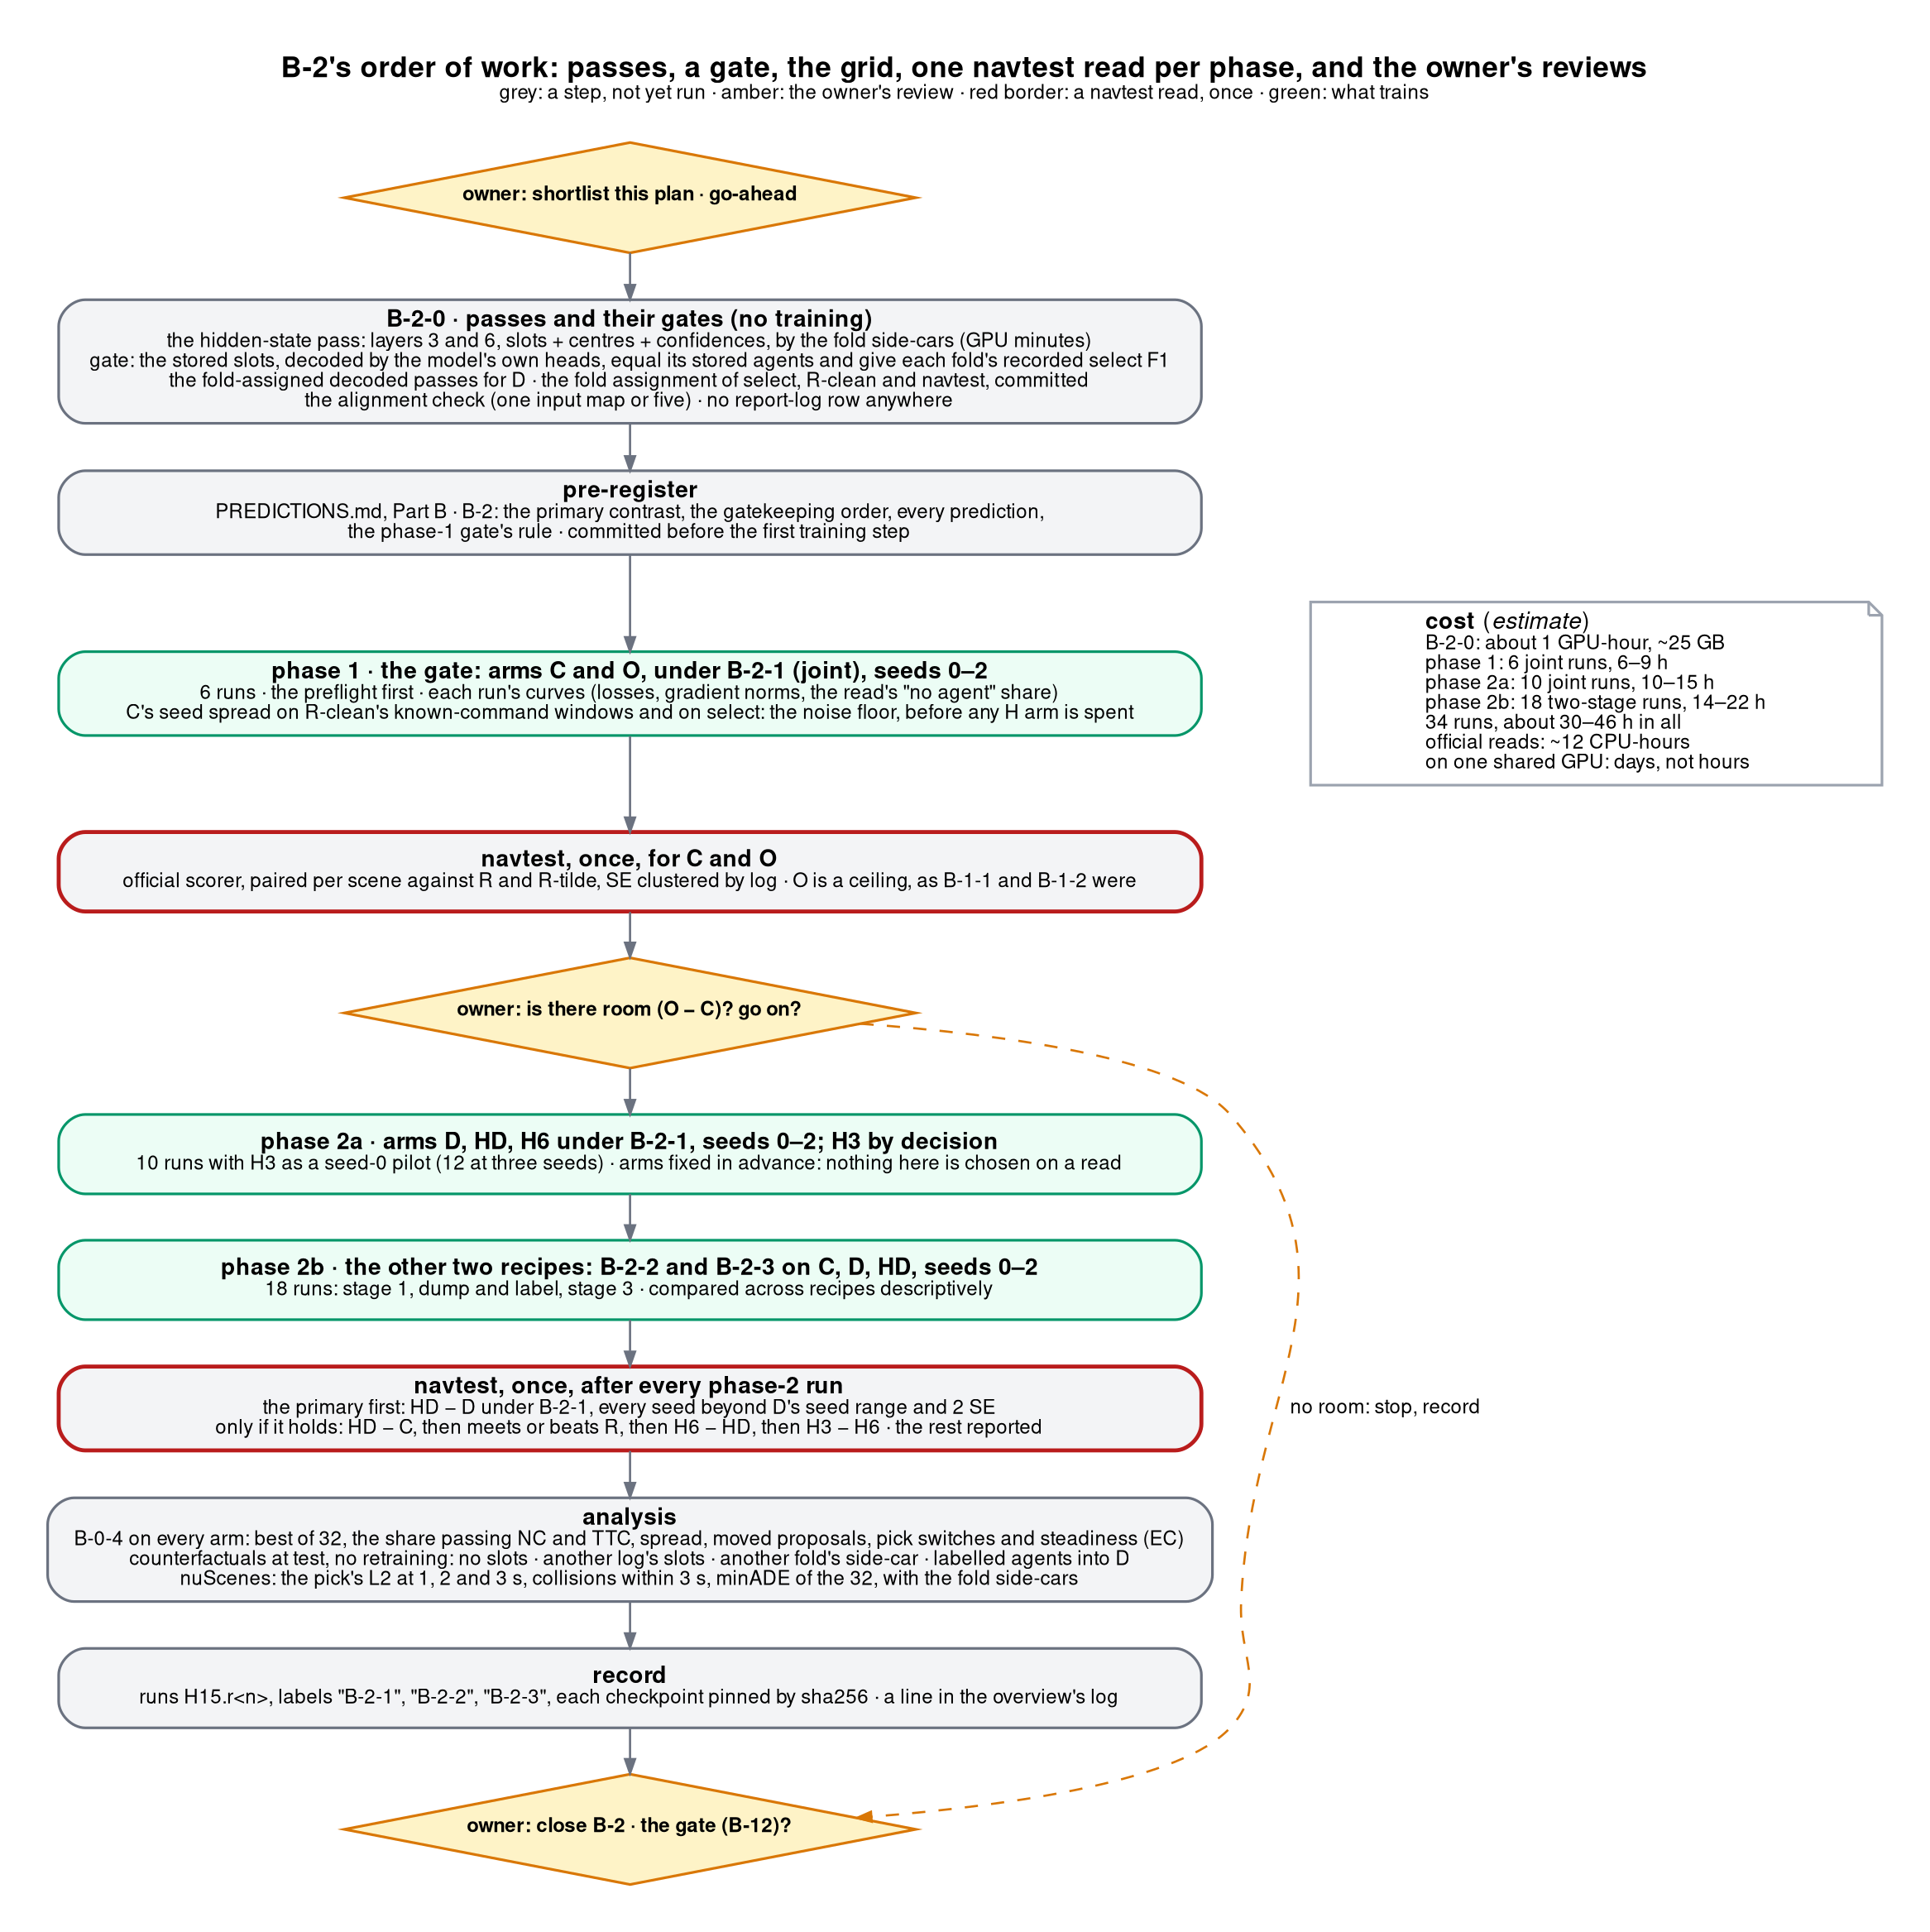 B-2's order of work: passes, a gate, the grid, one navtest read per phase, and the owner's reviews
grey: a step, not yet run · amber: the owner's review · red border: a navtest read, once · green: what trains
owner: shortlist this plan · go-ahead
B-2-0 · passes and their gates (no training)
the hidden-state pass: layers 3 and 6, slots + centres + confidences, by the fold side-cars (GPU minutes)
gate: the stored slots, decoded by the model's own heads, equal its stored agents and give each fold's recorded select F1
the fold-assigned decoded passes for D · the fold assignment of select, R-clean and navtest, committed
the alignment check (one input map or five) · no report-log row anywhere
pre-register
PREDICTIONS.md, Part B · B-2: the primary contrast, the gatekeeping order, every prediction,
the phase-1 gate's rule · committed before the first training step
phase 1 · the gate: arms C and O, under B-2-1 (joint), seeds 0–2
6 runs · the preflight first · each run's curves (losses, gradient norms, the read's "no agent" share)
C's seed spread on R-clean's known-command windows and on select: the noise floor, before any H arm is spent
cost (estimate)
B-2-0: about 1 GPU-hour, ~25 GB
phase 1: 6 joint runs, 6–9 h
phase 2a: 10 joint runs, 10–15 h
phase 2b: 18 two-stage runs, 14–22 h
34 runs, about 30–46 h in all
official reads: ~12 CPU-hours
on one shared GPU: days, not hours
navtest, once, for C and O
official scorer, paired per scene against R and R-tilde, SE clustered by log · O is a ceiling, as B-1-1 and B-1-2 were
owner: is there room (O – C)? go on?
phase 2a · arms D, HD, H6 under B-2-1, seeds 0–2; H3 by decision
10 runs with H3 as a seed-0 pilot (12 at three seeds) · arms fixed in advance: nothing here is chosen on a read
phase 2b · the other two recipes: B-2-2 and B-2-3 on C, D, HD, seeds 0–2
18 runs: stage 1, dump and label, stage 3 · compared across recipes descriptively
navtest, once, after every phase-2 run
the primary first: HD – D under B-2-1, every seed beyond D's seed range and 2 SE
only if it holds: HD – C, then meets or beats R, then H6 – HD, then H3 – H6 · the rest reported
no room: stop, record
analysis
B-0-4 on every arm: best of 32, the share passing NC and TTC, spread, moved proposals, pick switches and steadiness (EC)
counterfactuals at test, no retraining: no slots · another log's slots · another fold's side-car · labelled agents into D
nuScenes: the pick's L2 at 1, 2 and 3 s, collisions within 3 s, minADE of the 32, with the fold side-cars
record
runs H15.r<n>, labels "B-2-1", "B-2-2", "B-2-3", each checkpoint pinned by sha256 · a line in the overview's log
owner: close B-2 · the gate (B-12)?